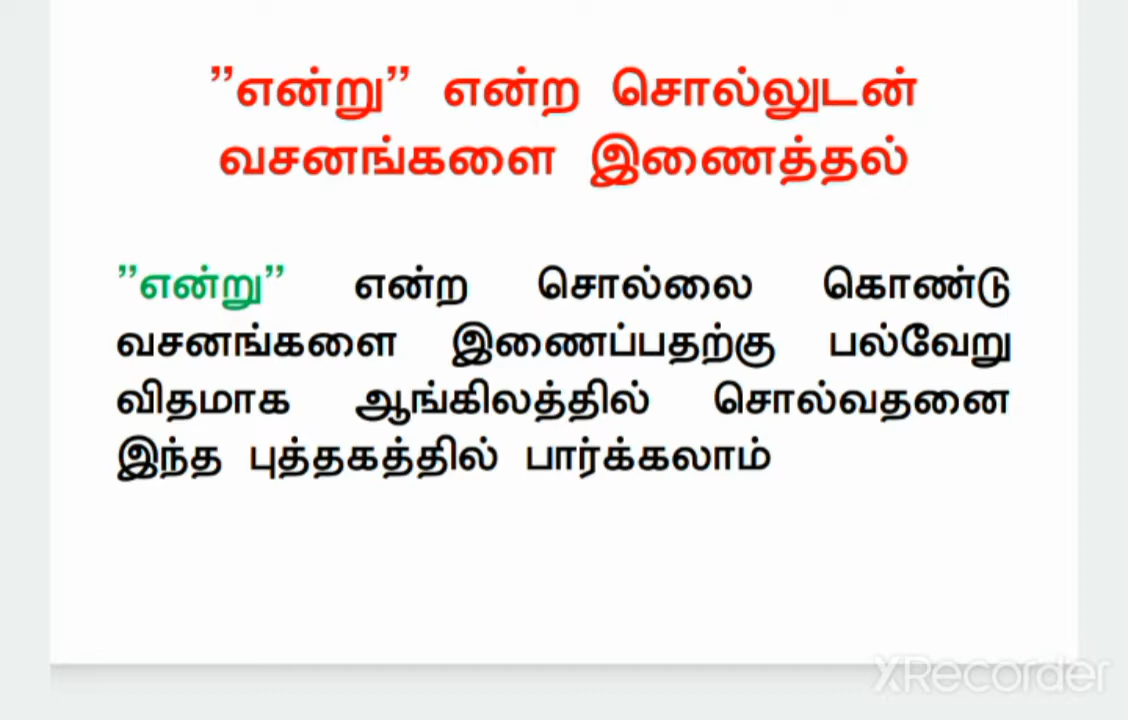 ”என்று” என்ற சொல்லுடன்
வசனங்களை இணைத்தல்
”என்று” என்ற சொல்லை கொண்டு
வசனங்களை இணைப்பதற்கு பல்வேறு
விதமாக ஆங்கிலத்தில் சொல்வதனை
இந்த புத்தகத்தில் பார்க்கலாம்
XRecorder